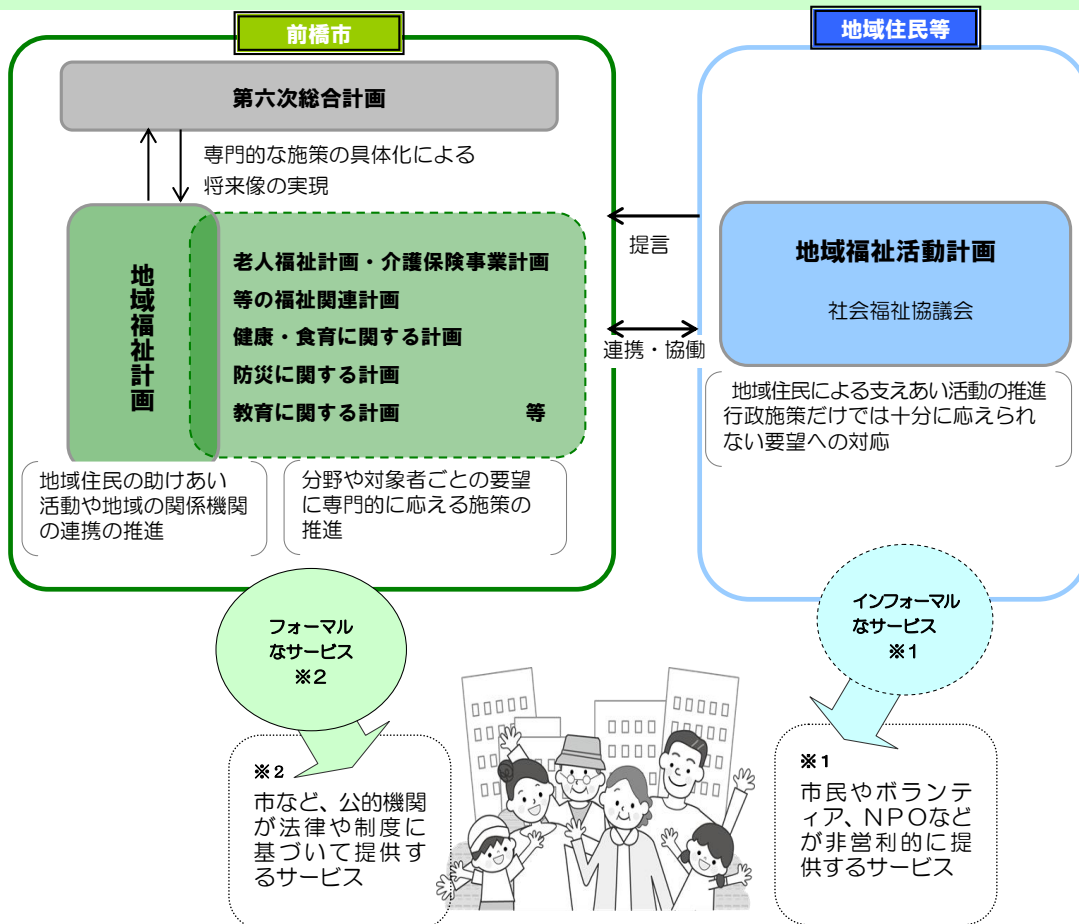 前橋市
第六次総合計画
専門的な施策の具体化による
将来像の実現
地域福祉計画
老人福祉計画・介護保険事業計画
等の福祉関連計画
健康・食育に関する計画
防災に関する計画
教育に関する計画　等
地域住民の助けあい
活動や地域の関係機関
の連携の推進
分野や対象者ごとの要望
に専門的に応える施策の
推進
提言
連携・協働
地域住民等
地域福祉活動計画
社会福祉協議会
地域住民による支えあい活動の推進
行政施策だけでは十分に応えられ
ない要望への対応
フォーマル
なサービス
※2
※2
市など、公的機関
が法律や制度に
基づいて提供す
るサービス
インフォーマル
なサービス
※1
※1
市民やボランテ
ィア、NPOなど
が非営利的に提
供するサービス